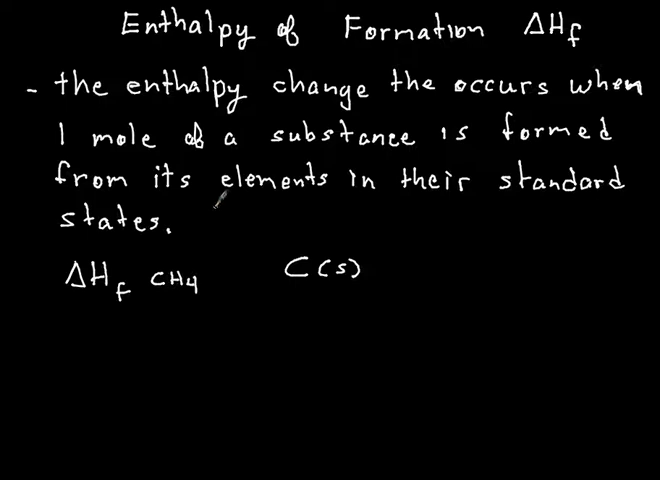 Enthalpy of Formation ΔHf
- the enthalpy change the occurs when
1 mole of a substance is formed
from its elements in their standard
states.
ΔHf CH4 C(s)